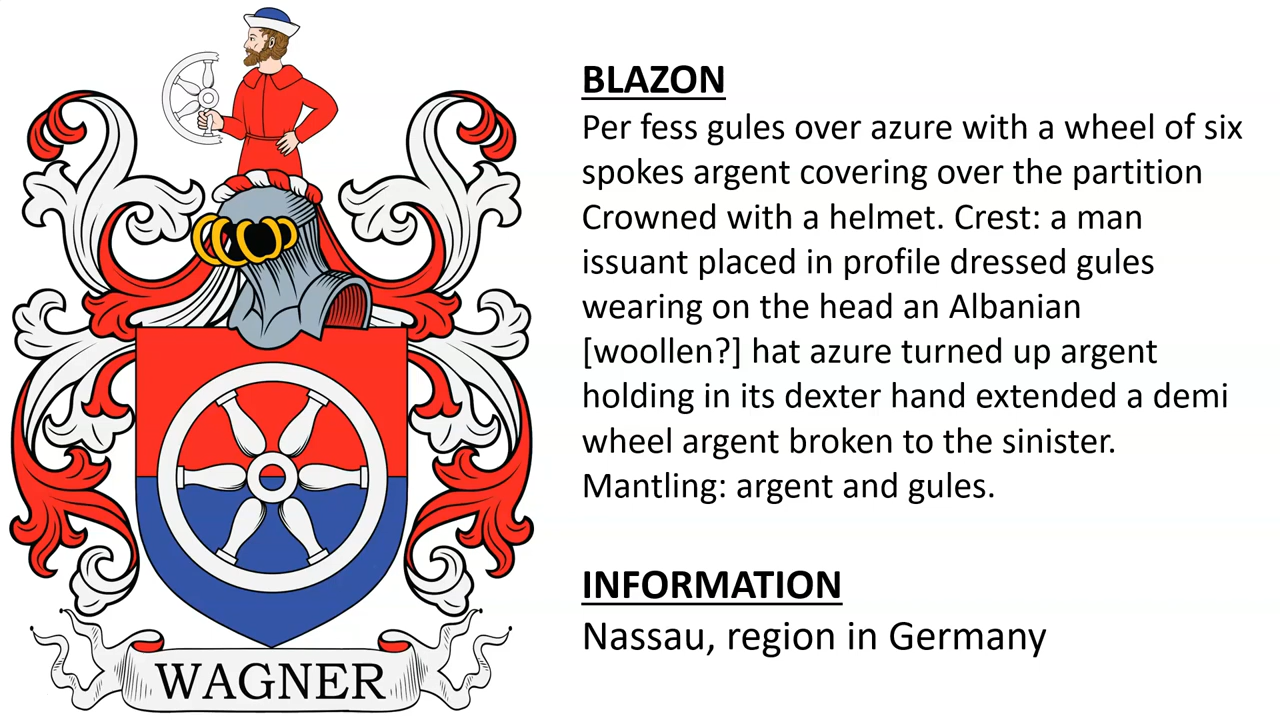 BLAZON
Per fess gules over azure with a wheel of six
spokes argent covering over the partition
Crowned with a helmet. Crest: a man
issuant placed in profile dressed gules
wearing on the head an Albanian
[woollen?] hat azure turned up argent
holding in its dexter hand extended a demi
wheel argent broken to the sinister.
Mantling: argent and gules.
INFORMATION
Nassau, region in Germany
WAGNER